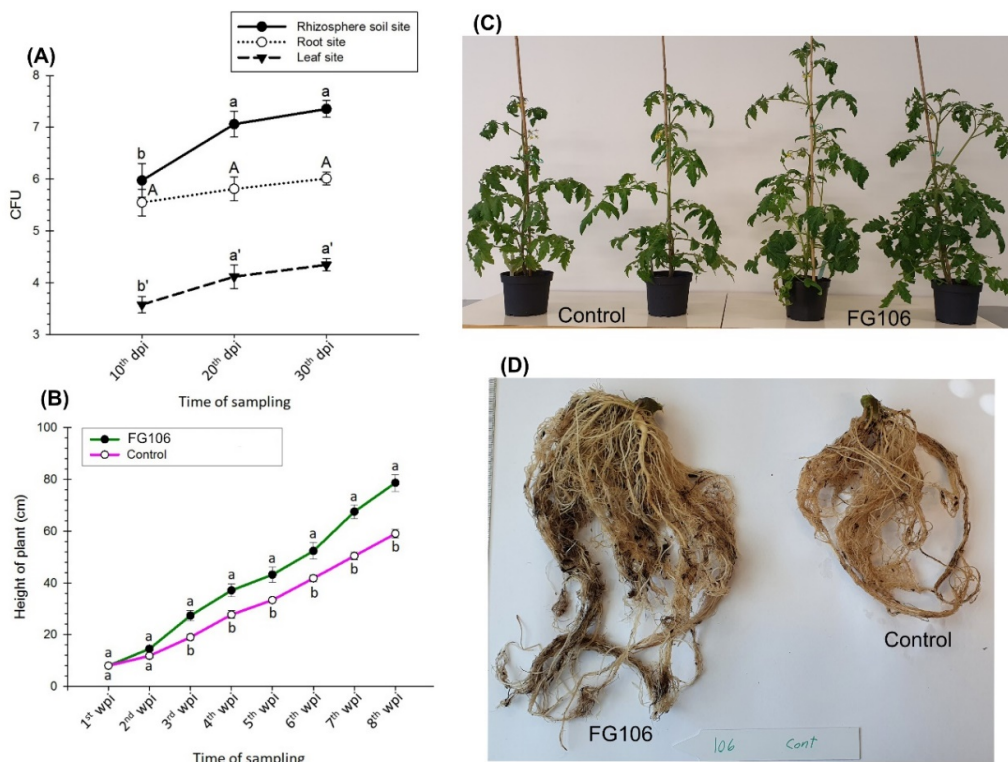 (A)
Rhizosphere soil site
Root site
Leaf site
8
7
6
5
4
3
CFU
b
a
a
A
A
A
b'
a'
a'
10th dpi
20th dpi
30th dpi
Time of sampling
(B)
FG106
Control
100
80
60
40
20
0
Height of plant (cm)
a
a
a
a
a
a
a
a
a
a
b
b
b
b
b
b
1st wpi
2nd wpi
3rd wpi
4th wpi
5th wpi
6th wpi
7th wpi
8th wpi
Time of sampling
(C)
Control
FG106
(D)
FG106
Control
106 Cont